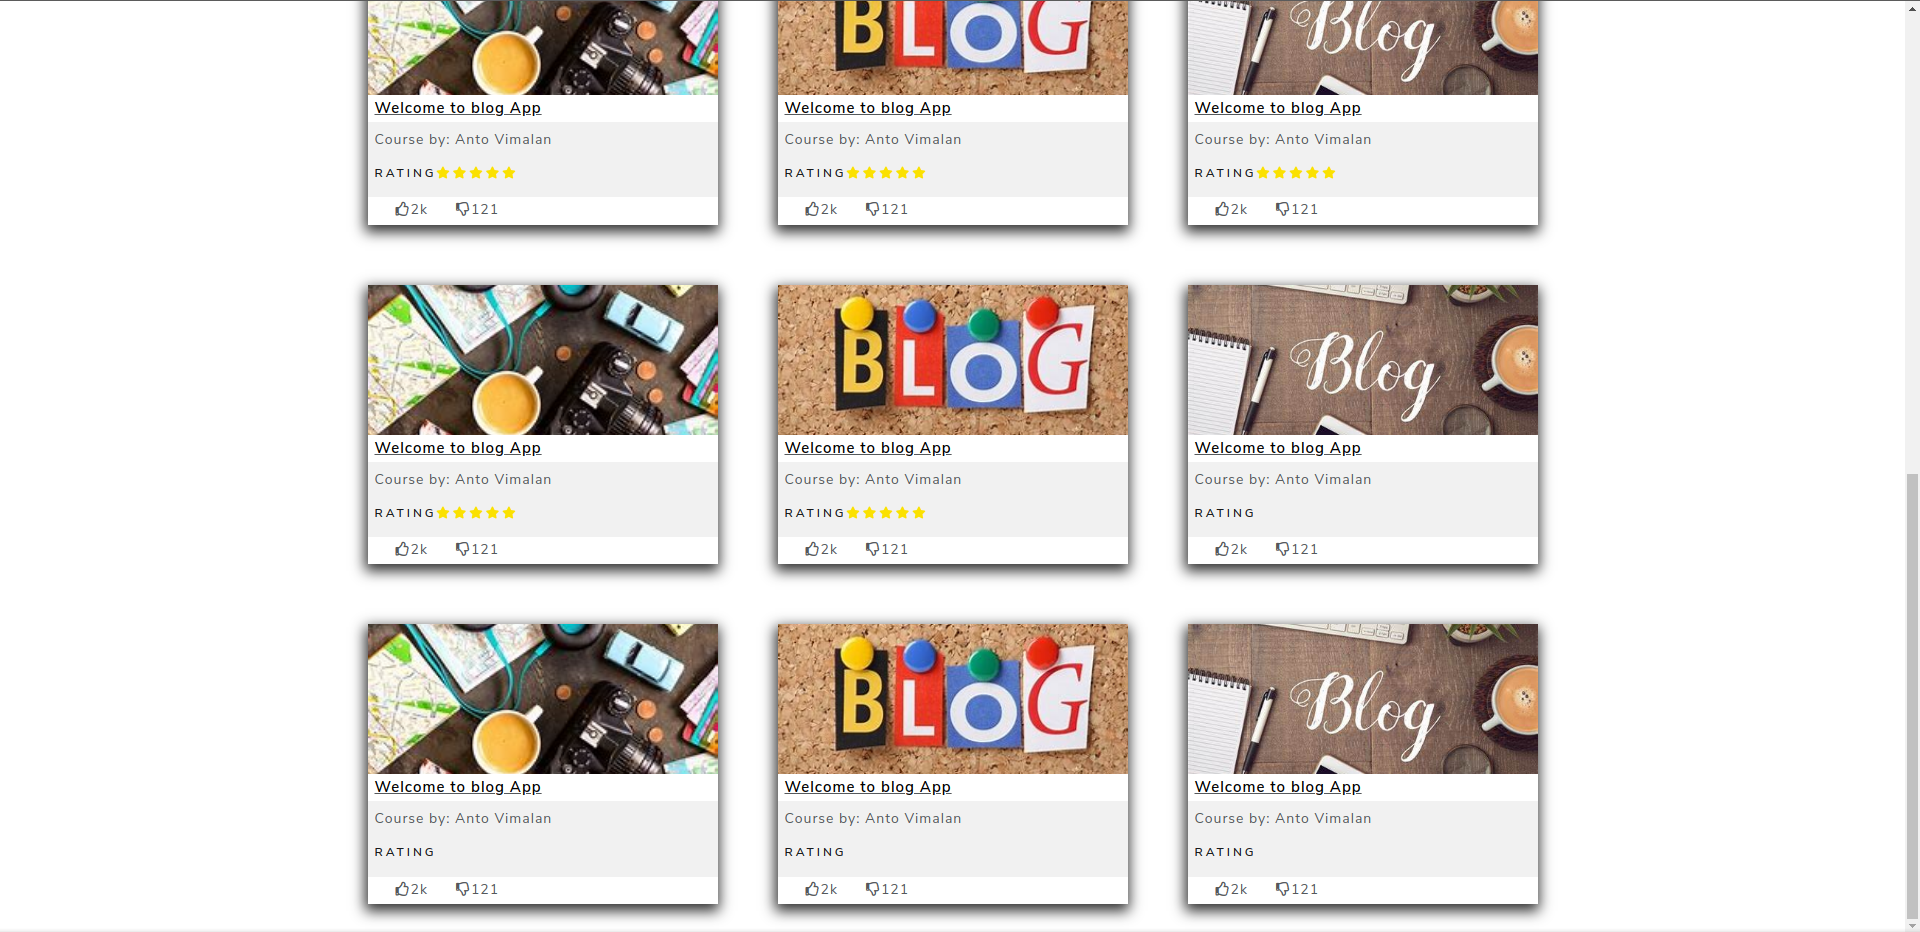 BLOG
Blog
Welcome to blog App
Welcome to blog App
Welcome to blog App
Course by: Anto Vimalan
Course by: Anto Vimalan
Course by: Anto Vimalan
RATING
RATING
RATING
2k 121
2k 121
2k 121
BLOG
Blog
Welcome to blog App
Welcome to blog App
Welcome to blog App
Course by: Anto Vimalan
Course by: Anto Vimalan
Course by: Anto Vimalan
RATING
RATING
RATING
2k 121
2k 121
2k 121
BLOG
Blog
Welcome to blog App
Welcome to blog App
Welcome to blog App
Course by: Anto Vimalan
Course by: Anto Vimalan
Course by: Anto Vimalan
RATING
RATING
RATING
2k 121
2k 121
2k 121